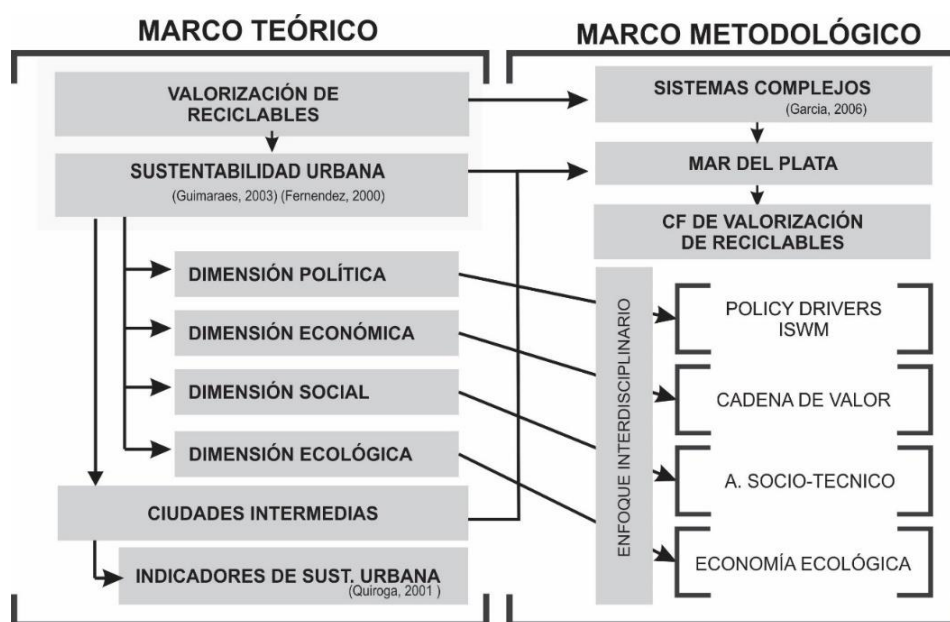 MARCO TEÓRICO
VALORIZACIÓN DE
RECICLABLES
SUSTENTABILIDAD URBANA
(Guimaraes, 2003) (Fernendez, 2000)
DIMENSIÓN POLÍTICA
DIMENSIÓN ECONÓMICA
DIMENSIÓN SOCIAL
DIMENSIÓN ECOLÓGICA
CIUDADES INTERMEDIAS
INDICADORES DE SUST. URBANA
(Quiroga, 2001 )
MARCO METODOLÓGICO
SISTEMAS COMPLEJOS
(Garcia, 2006)
MAR DEL PLATA
CF DE VALORIZACIÓN
DE RECICLABLES
ENFOQUE INTERDISCIPLINARIO
POLICY DRIVERS
ISWM
CADENA DE VALOR
A. SOCIO-TECNICO
ECONOMÍA ECOLÓGICA